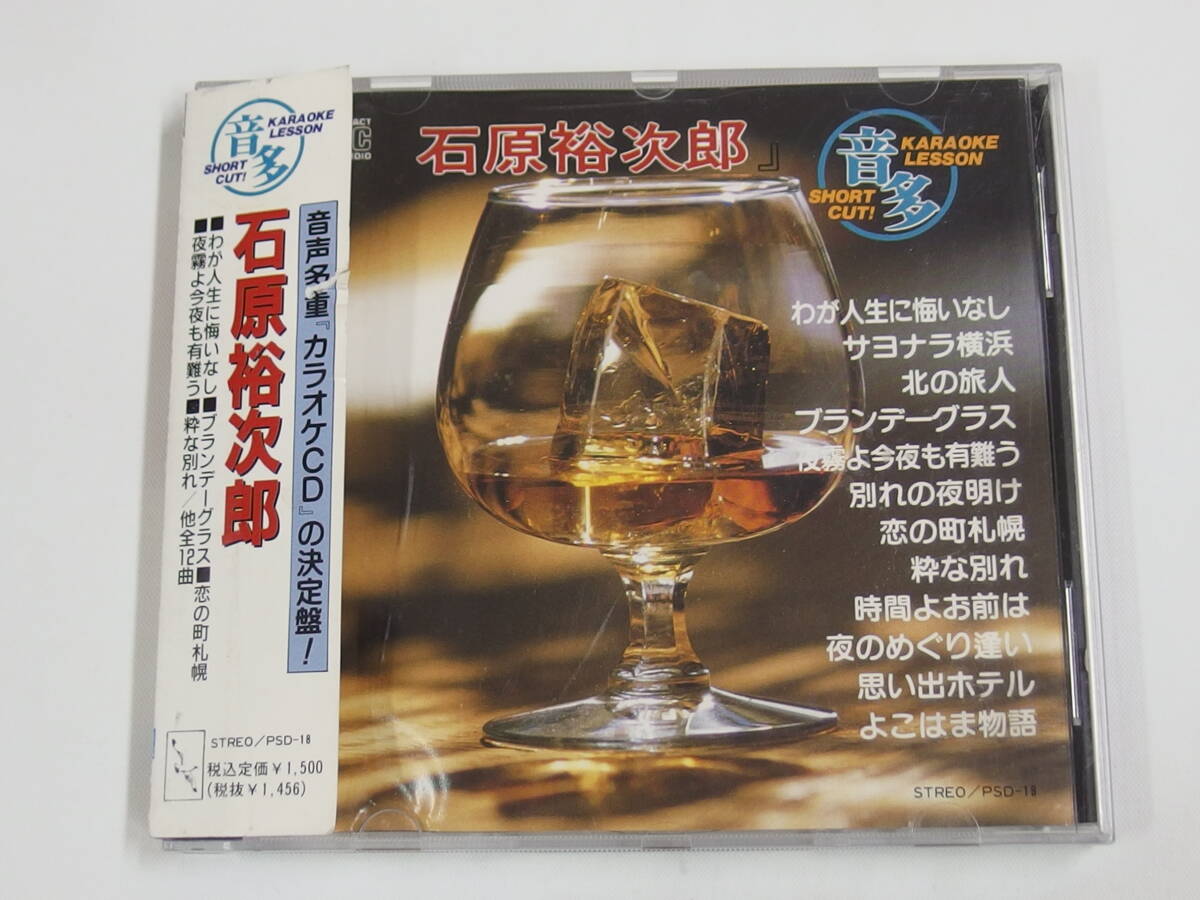 音多
KARAOKE
LESSON
SHORT
CUT!
音声多重『カラオケCD』の決定盤!
石原裕次郎
■わが人生に悔いなし■ブランデーグラス■恋の町札幌
■夜霧よ今夜も有難う■粋な別れ/他全12曲
STREO/PSD-18
税込定価¥1,500
(税抜¥1,456)
石原裕次郎』
音多
KARAOKE
LESSON
SHORT
CUT!
わが人生に悔いなし
サヨナラ横浜
北の旅人
ブランデーグラス
夜霧よ今夜も有難う
別れの夜明け
恋の町札幌
粋な別れ
時間よお前は
夜のめぐり逢い
思い出ホテル
よこはま物語
STREO/PSD-18